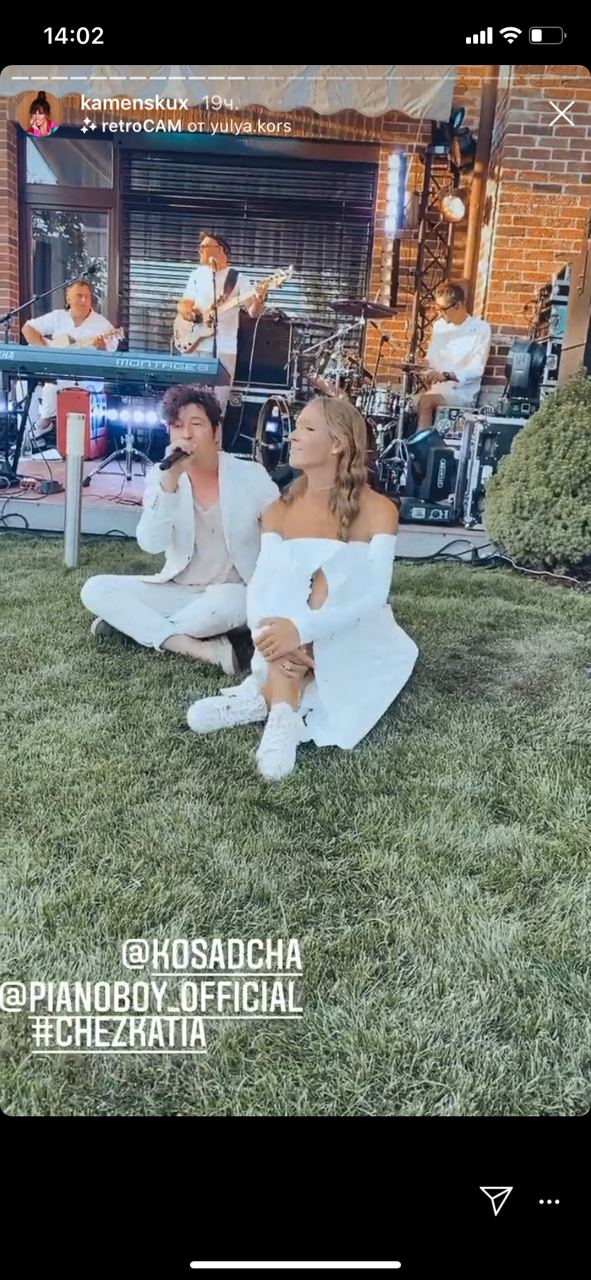 14:02
kamenskux 19ч.
retroCAM от yulya.kors
MONTAGE8
@KOSADCHA
@PIANOBOY_OFFICIAL
#CHEZKATIA